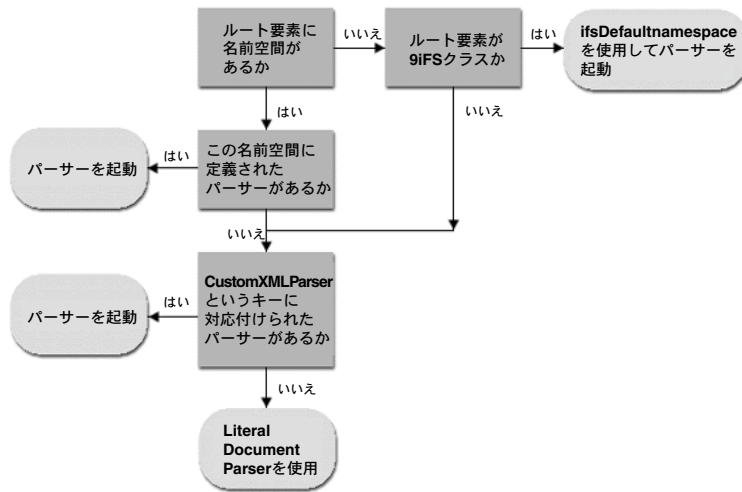 ルート要素に
名前空間が
あるか
いいえ
ルート要素が
9iFSクラスか
はい
ifsDefaultnamespace
を使用してパーサーを
起動
はい
いいえ
パーサーを起動
はい
この名前空間に
定義された
パーサーがあるか
いいえ
パーサーを起動
はい
CustomXMLParser
というキーに
対応付けられた
パーサーがあるか
いいえ
Literal
Document
Parserを使用